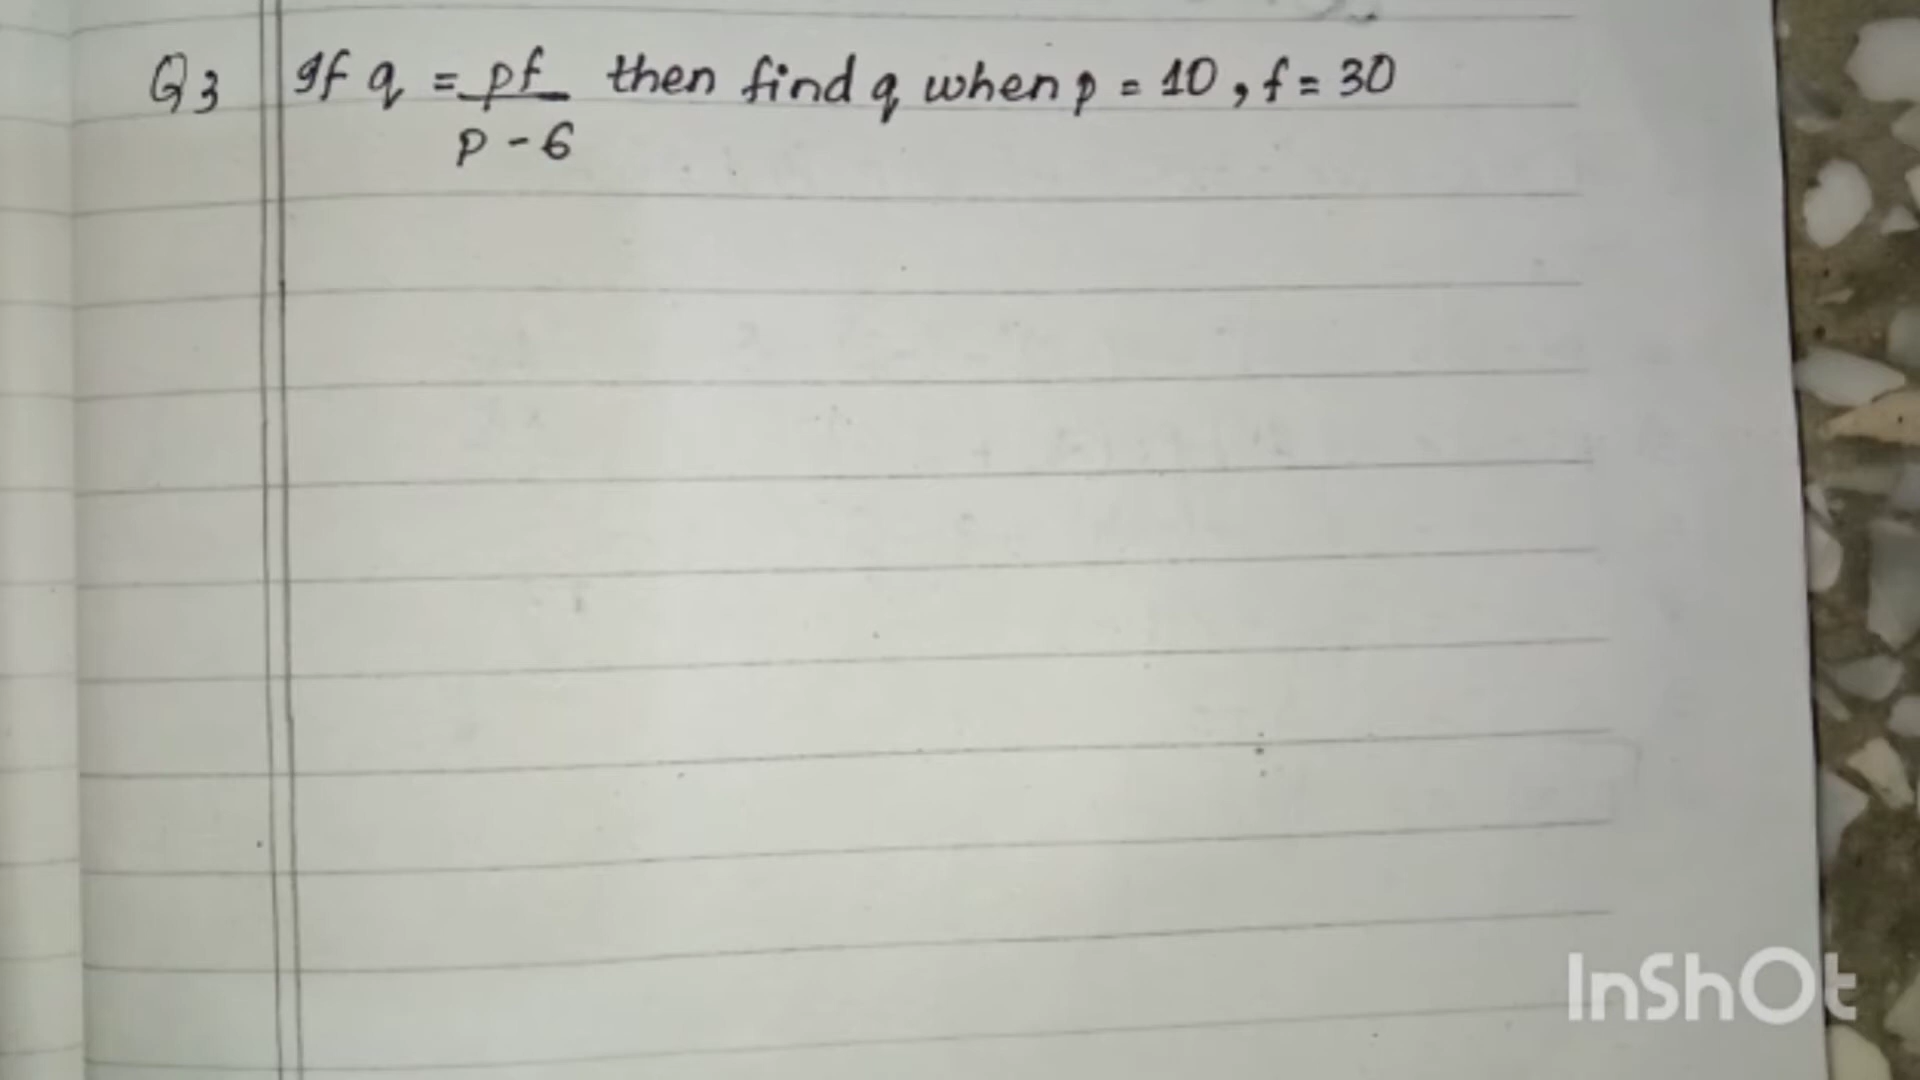 Q3 If q = pf then find q when p = 10, f = 30
p - 6
InShOt